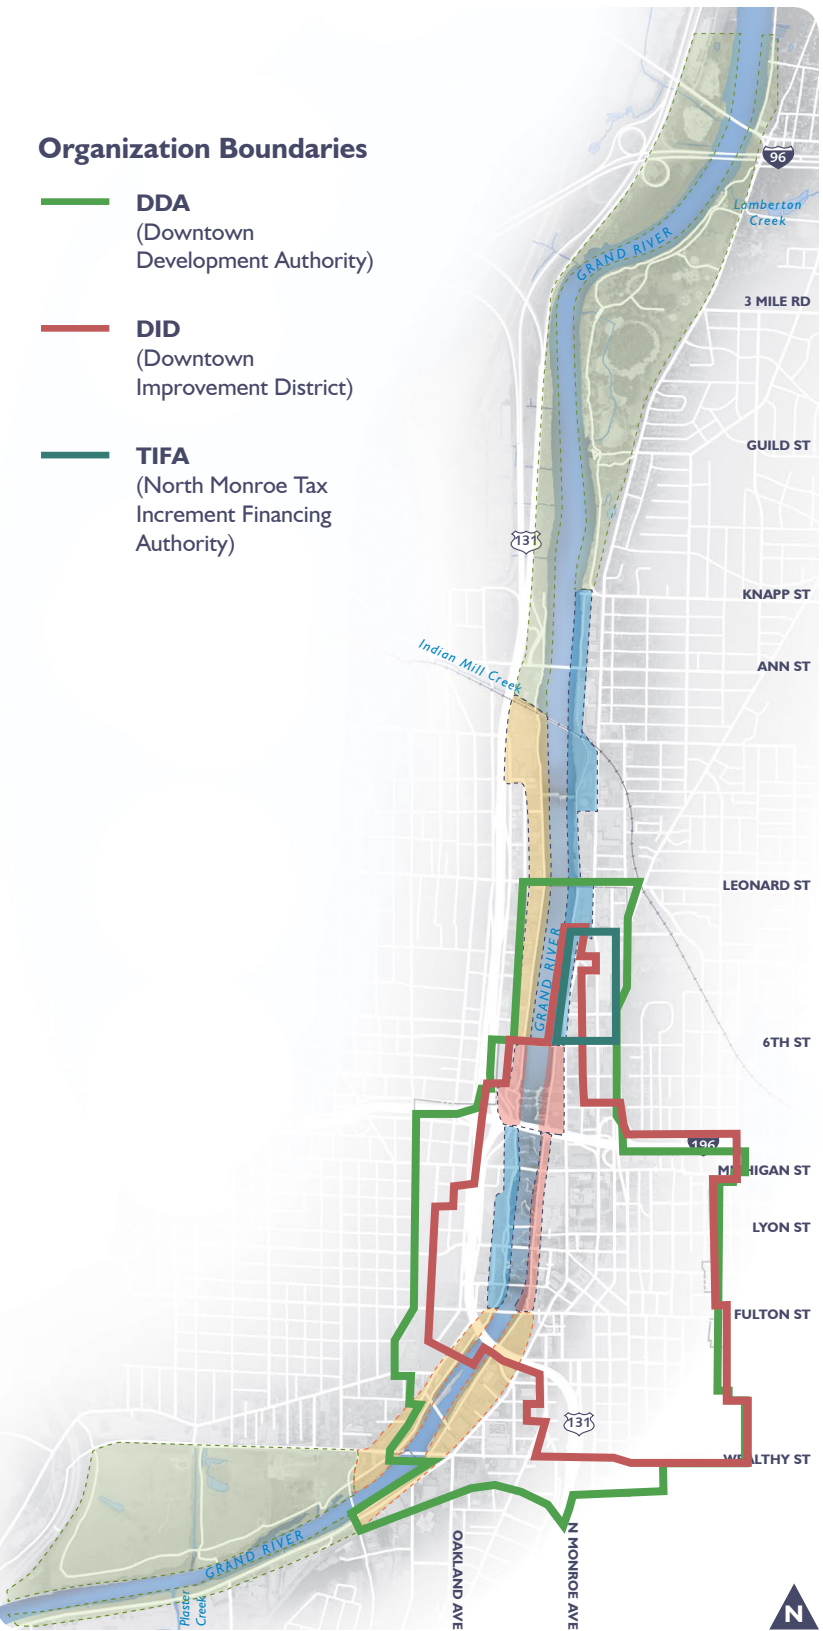 Organization Boundaries
DDA
(Downtown
Development Authority)
DID
(Downtown
Improvement District)
TIFA
(North Monroe Tax
Increment Financing
Authority)
96
Lamberton
Creek
GRAND RIVER
3 MILE RD
GUILD ST
131
KNAPP ST
Indian Mill Creek
ANN ST
LEONARD ST
GRAND RIVER
6TH ST
196
MICHIGAN ST
LYON ST
FULTON ST
131
WEALTHY ST
GRAND RIVER
Plaster
Creek
OAKLAND AVE
N MONROE AVE
N